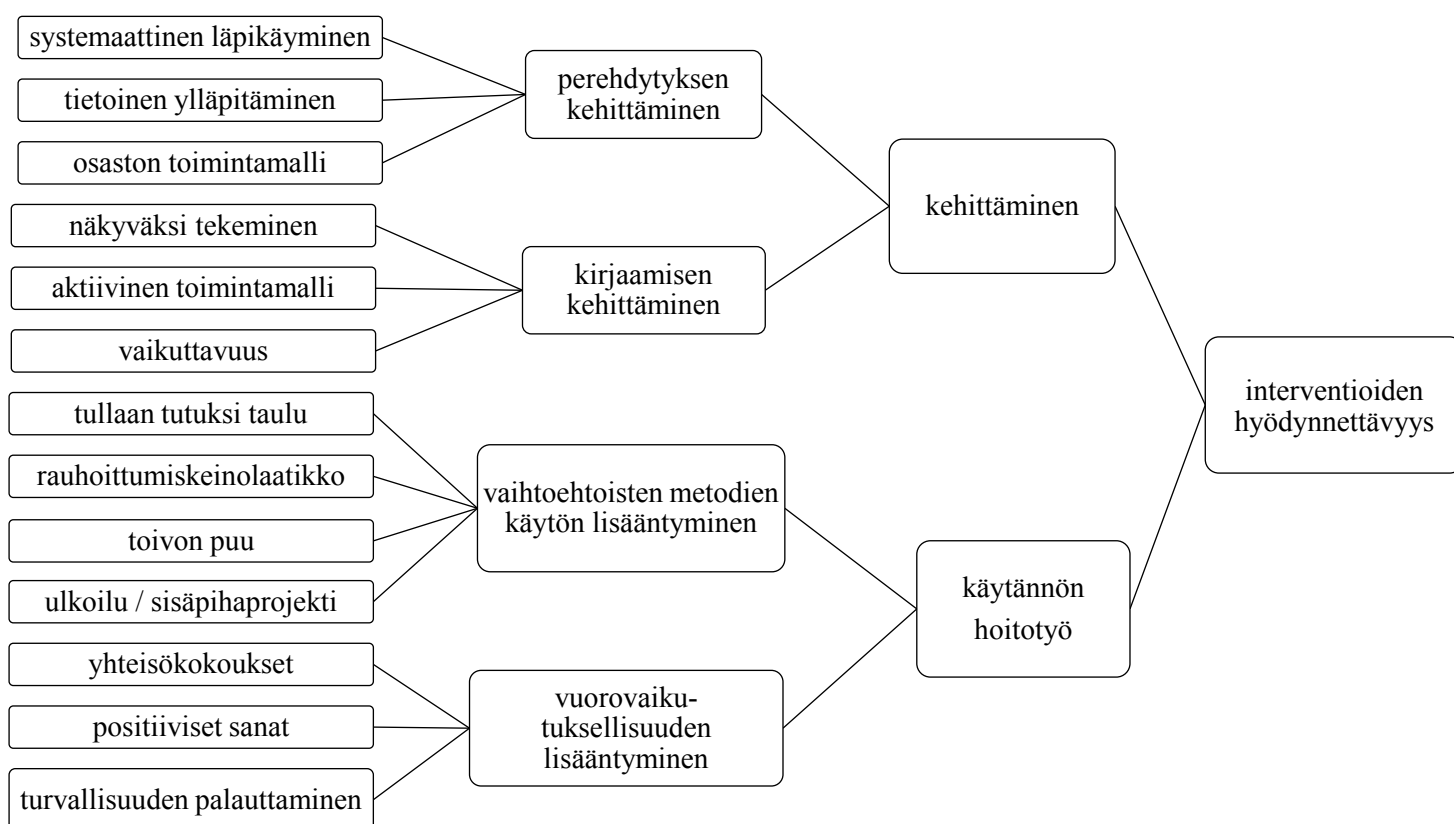 systemaattinen läpikäyminen
tietoinen ylläpitäminen
osaston toimintamalli
näkyväksi tekeminen
aktiivinen toimintamalli
vaikuttavuus
tullaan tutuksi taulu
rauhoittumiskeinolaatikko
toivon puu
ulkoilu / sisäpihaprojekti
yhteisökokoukset
positiiviset sanat
turvallisuuden palauttaminen
perehdytyksen
kehittäminen
kirjaamisen
kehittäminen
vaihtoehtoisten metodien
käytön lisääntyminen
vuorovaiku-
tuksellisuuden
lisääntyminen
kehittäminen
käytännön
hoitotyö
interventioiden
hyödynnettävyys